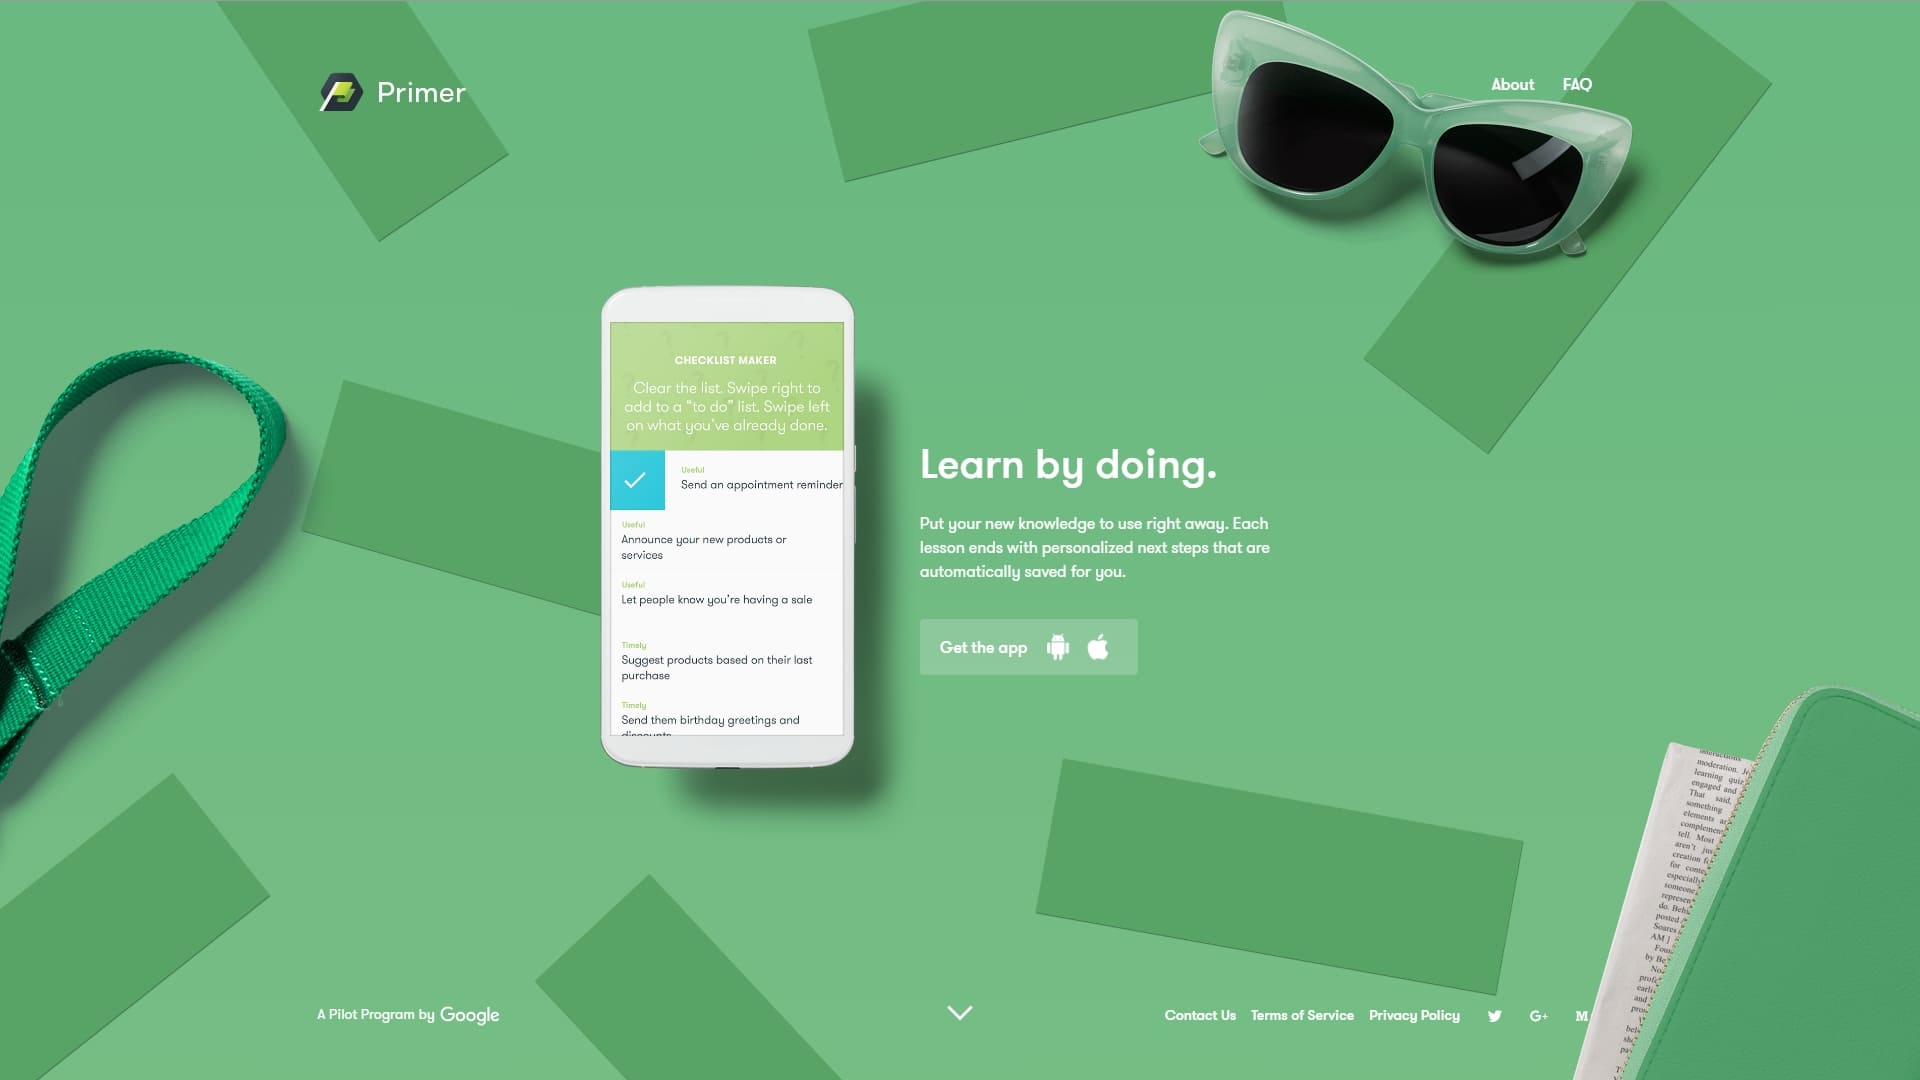 Primer
About
FAQ
CHECKLIST MAKER
Clear the list. Swipe right to
add to a “to do” list. Swipe left
on what you’ve already done.
Useful
Send an appointment reminder
Useful
Announce your new products or
services
Useful
Let people know you’re having a sale
Timely
Suggest products based on their last
purchase
Timely
Send them birthday greetings and
discounts
Learn by doing.
Put your new knowledge to use right away. Each
lesson ends with personalized next steps that are
automatically saved for you.
Get the app
A Pilot Program by Google
Contact Us
Terms of Service
Privacy Policy
G+
M
moderation.
learning quiz
engaged and
That said,
something
elements
complement
tell. Most
aren’t
creation
for
especially
someone
do.
posted
Soares
AM ]
by
and